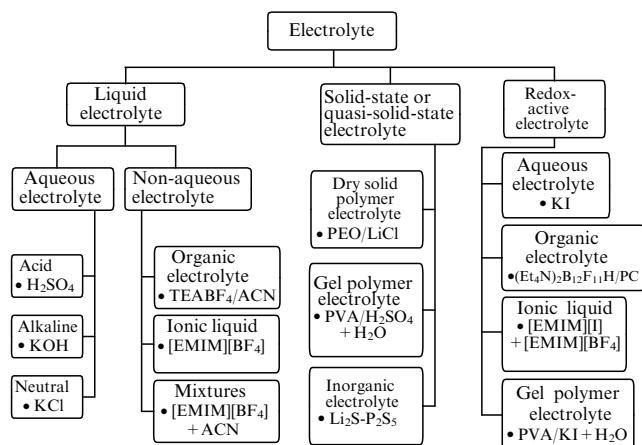 Electrolyte
Liquid
electrolyte
Aqueous
electrolyte
Acid
• H₂SO₄
Alkaline
• KOH
Neutral
• KCl
Non-aqueous
electrolyte
Organic
electrolyte
• TEABF₄/ACN
Ionic liquid
• [EMIM][BF₄]
Mixtures
• [EMIM][BF₄]
+ ACN
Solid-state or
quasi-solid-state
electrolyte
Dry solid
polymer
electrolyte
• PEO/LiCl
Gel polymer
electrolyte
• PVA/H₂SO₄
+ H₂O
Inorganic
electrolyte
• Li₂S-P₂S₅
Redox-
active
electrolyte
Aqueous
electrolyte
• KI
Organic
electrolyte
• (Et₄N)₂B₁₂F₁₁H/PC
Ionic liquid
• [EMIM][I]
+ [EMIM][BF₄]
Gel polymer
electrolyte
• PVA/KI + H₂O